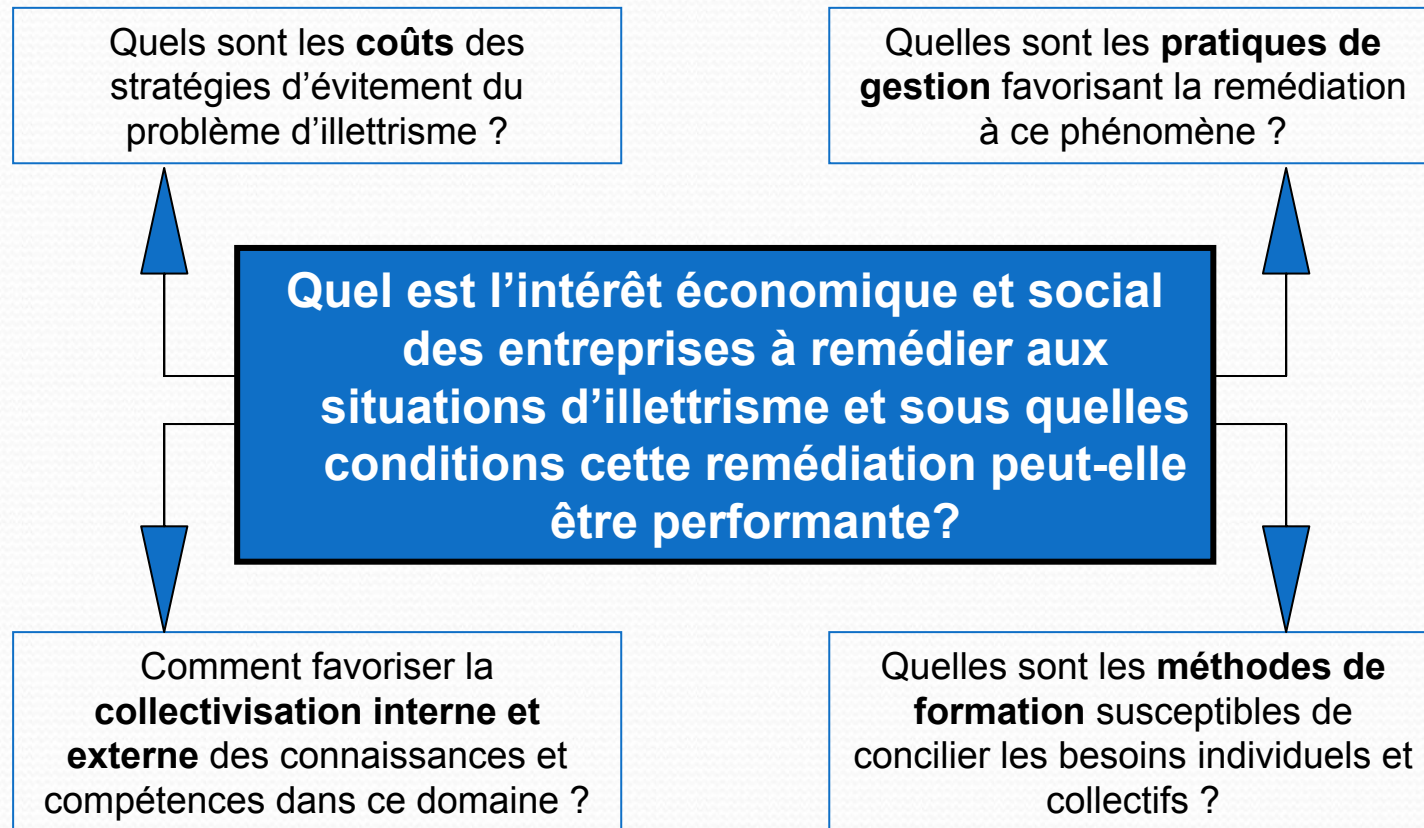 Quels sont les coûts des
stratégies d’évitement du
problème d’illettrisme ?
Quelles sont les pratiques de
gestion favorisant la remédiation
à ce phénomène ?
Quel est l’intérêt économique et social
des entreprises à remédier aux
situations d’illettrisme et sous quelles
conditions cette remédiation peut-elle
être performante?
Comment favoriser la
collectivisation interne et
externe des connaissances et
compétences dans ce domaine ?
Quelles sont les méthodes de
formation susceptibles de
concilier les besoins individuels et
collectifs ?